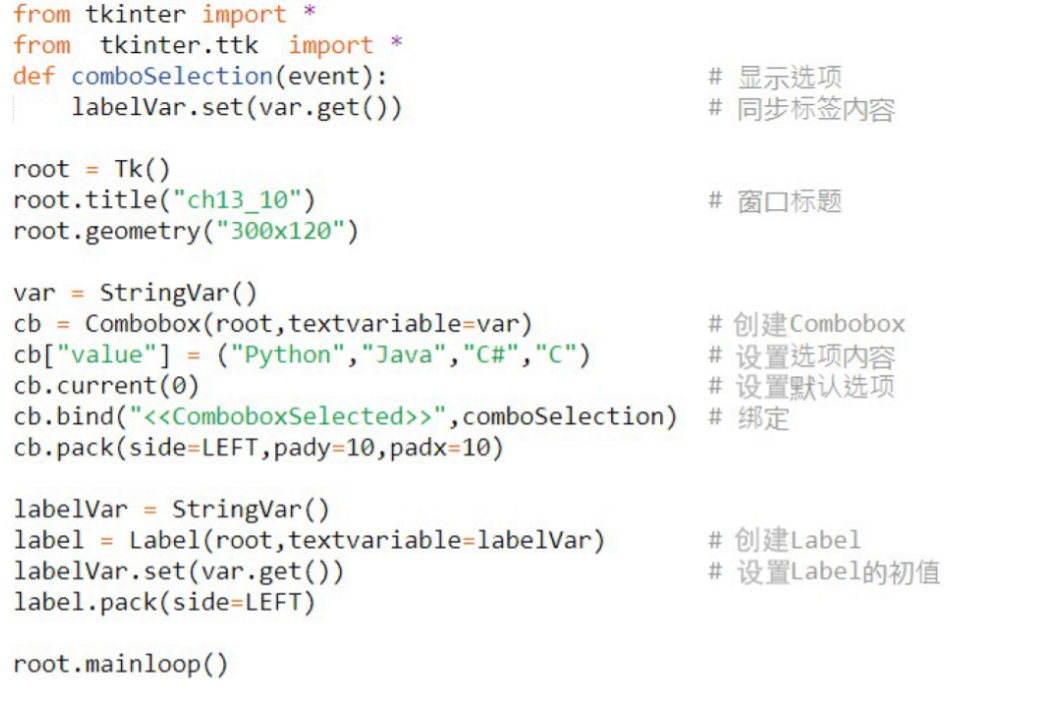 from tkinter import *
from  tkinter.ttk  import *
def comboSelection(event):                      # 显示选项
    labelVar.set(var.get())                     # 同步标签内容

root = Tk()
root.title("ch13_10")                           # 窗口标题
root.geometry("300x120")

var = StringVar()
cb = Combobox(root,textvariable=var)            # 创建Combobox
cb["value"] = ("Python","Java","C#","C")        # 设置选项内容
cb.current(0)                                   # 设置默认选项
cb.bind("<<ComboboxSelected>>",comboSelection)  # 绑定
cb.pack(side=LEFT,pady=10,padx=10)

labelVar = StringVar()
label = Label(root,textvariable=labelVar)       # 创建Label
labelVar.set(var.get())                         # 设置Label的初值
label.pack(side=LEFT)

root.mainloop()